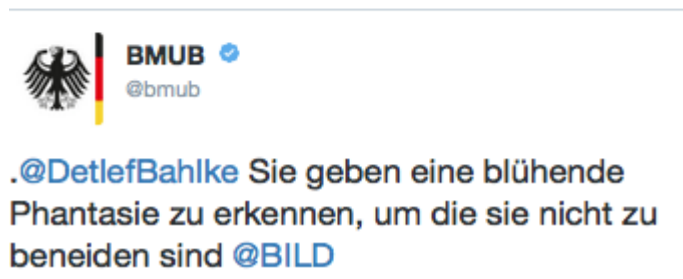 BMUB
@bmub
.@DetlefBahlke Sie geben eine blühende
Phantasie zu erkennen, um die sie nicht zu
beneiden sind @BILD